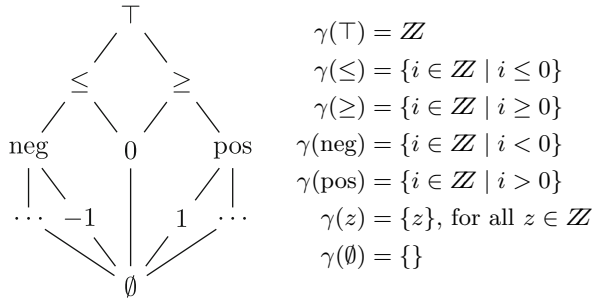 ⊤
≤ ≥
neg 0 pos
··· −1 1 ···
∅
γ(⊤) = ℤ
γ(≤) = {i ∈ ℤ | i ≤ 0}
γ(≥) = {i ∈ ℤ | i ≥ 0}
γ(neg) = {i ∈ ℤ | i < 0}
γ(pos) = {i ∈ ℤ | i > 0}
γ(z) = {z}, for all z ∈ ℤ
γ(∅) = {}